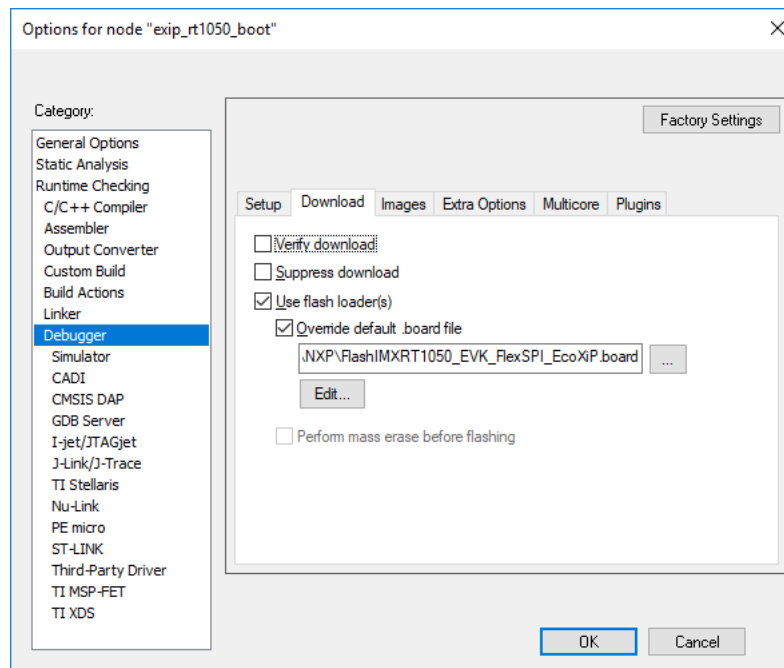 Options for node "exip_rt1050_boot"
Category:
General Options
Static Analysis
Runtime Checking
C/C++ Compiler
Assembler
Output Converter
Custom Build
Build Actions
Linker
Debugger
Simulator
CADI
CMSIS DAP
GDB Server
I-jet/JTAGjet
J-Link/J-Trace
TI Stellaris
Nu-Link
PE micro
ST-LINK
Third-Party Driver
TI MSP-FET
TI XDS
Factory Settings
Setup Download Images Extra Options Multicore Plugins
Verify download
Suppress download
Use flash loader(s)
Override default .board file
.NXP\FlashIMXRT1050_EVK_FlexSPI_EcoXiP.board ...
Edit...
Perform mass erase before flashing
OK Cancel